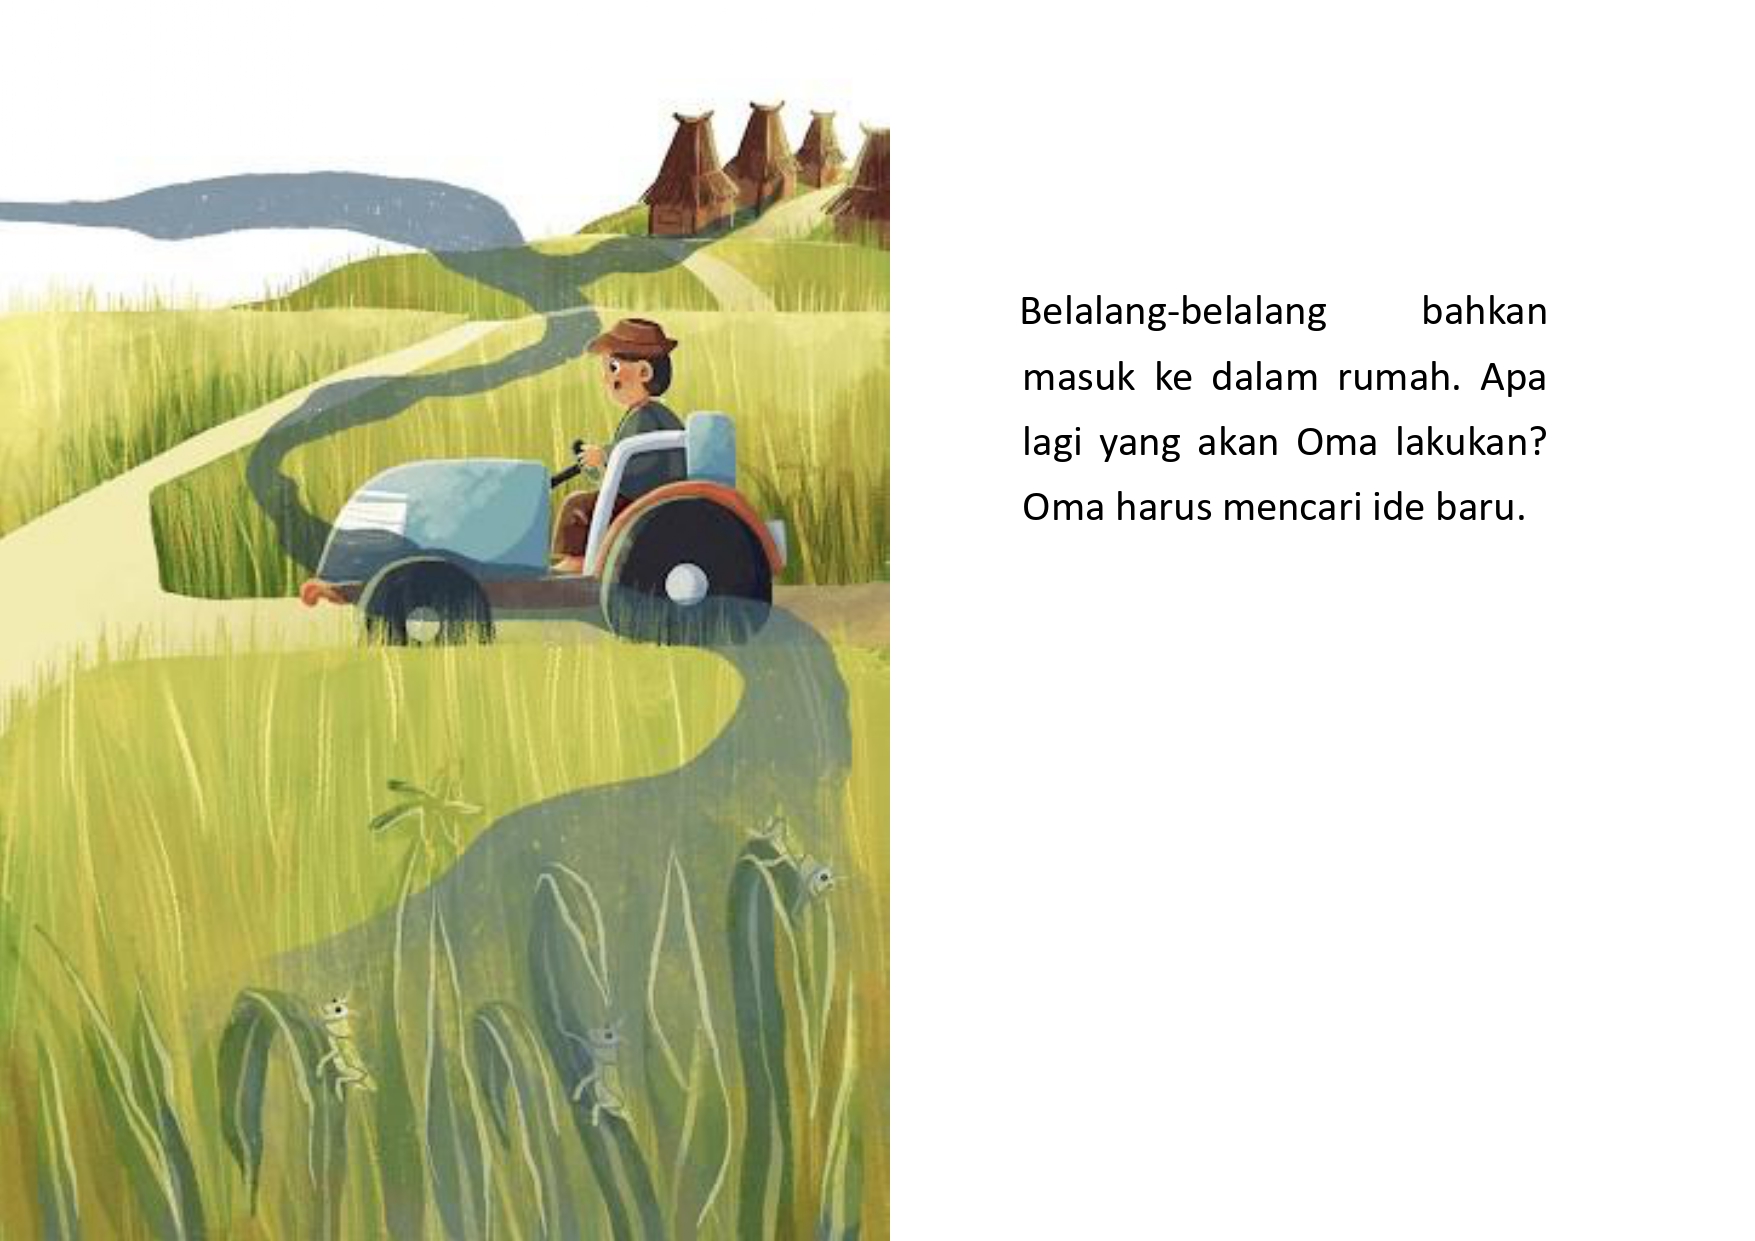 Belalang-belalang bahkan
masuk ke dalam rumah. Apa
lagi yang akan Oma lakukan?
Oma harus mencari ide baru.